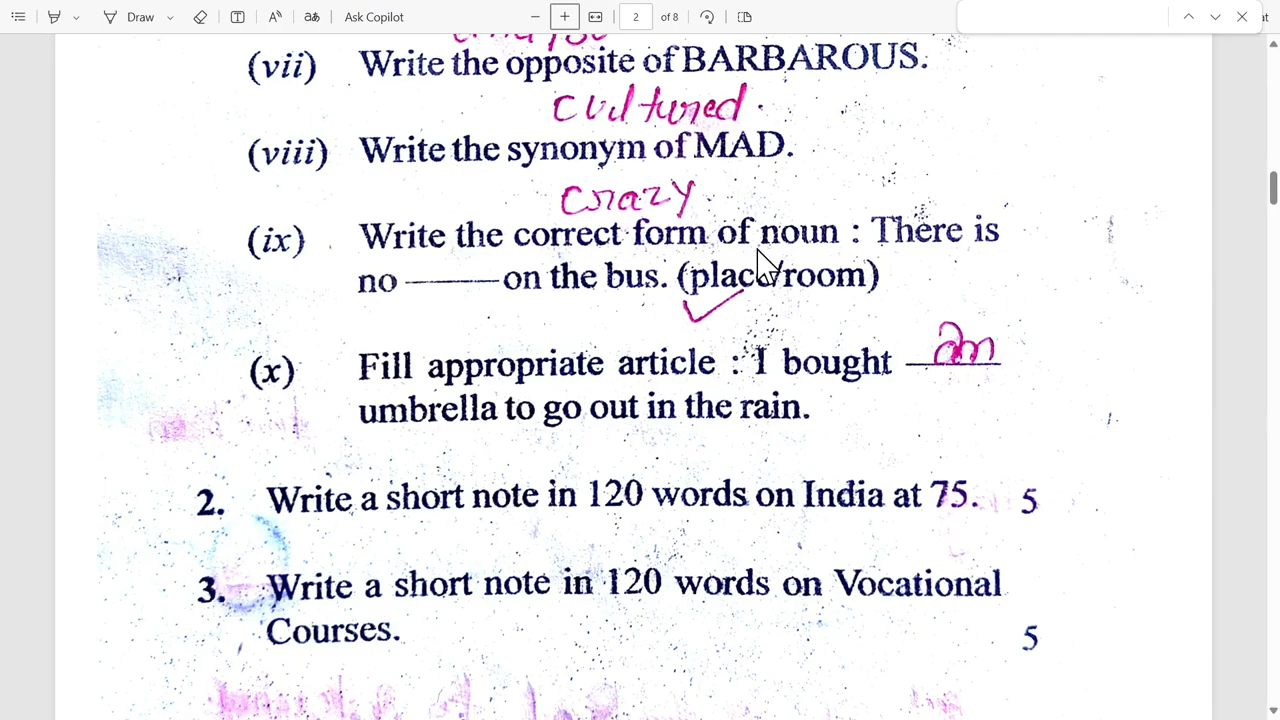 Draw
Ask Copilot
2 of 8
(vii) Write the opposite of BARBAROUS.
Cultured.
(viii) Write the synonym of MAD.
Crazy
(ix) Write the correct form of noun : There is
no ——— on the bus. (place/room)
(x) Fill appropriate article : I bought an
umbrella to go out in the rain.
2. Write a short note in 120 words on India at 75. 5
3. Write a short note in 120 words on Vocational
Courses. 5